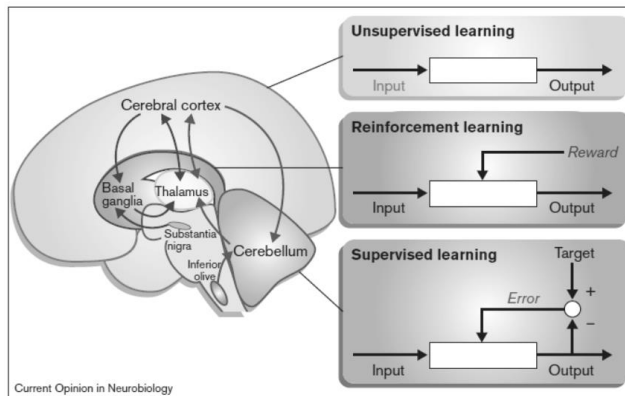 Unsupervised learning
Input
Output
Cerebral cortex
Basal
ganglia
Thalamus
Substantia
nigra
Inferior
olive
Cerebellum
Reinforcement learning
Reward
Input
Output
Supervised learning
Target
Error
+
−
Input
Output
Current Opinion in Neurobiology